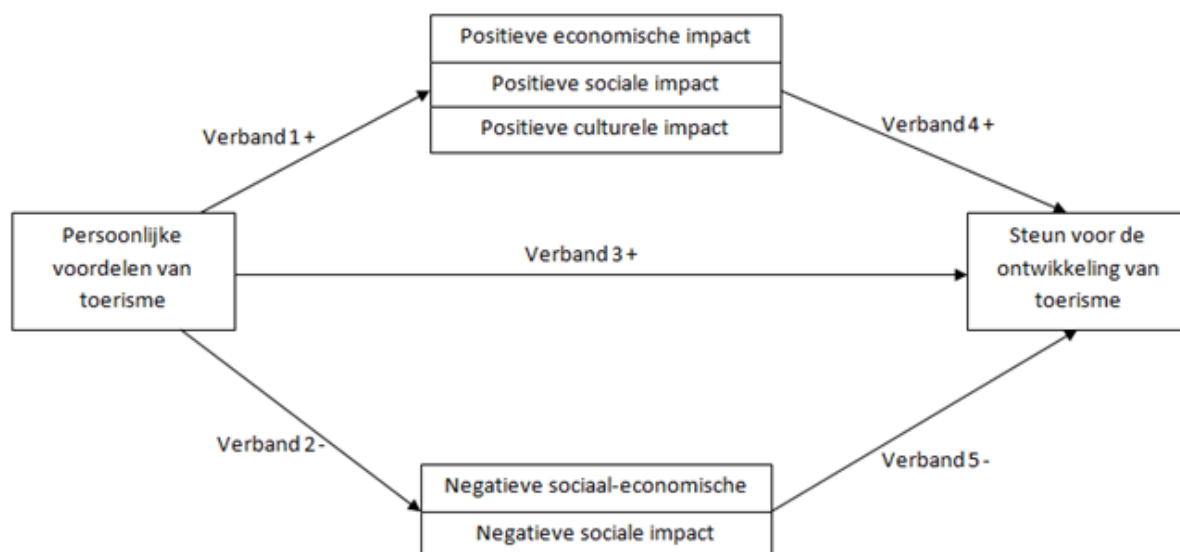 Positieve economische impact
Positieve sociale impact
Positieve culturele impact
Verband 1 +
Verband 4 +
Persoonlijke
voordelen van
toerisme
Verband 3 +
Steun voor de
ontwikkeling van
toerisme
Verband 2 -
Verband 5 -
Negatieve sociaal-economische
Negatieve sociale impact